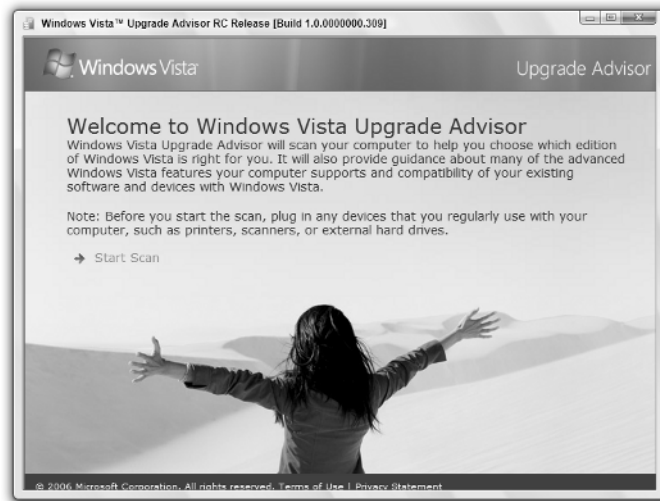 Windows Vista™ Upgrade Advisor RC Release [Build 1.0.0000000.309]
Windows Vista™
Upgrade Advisor
Welcome to Windows Vista Upgrade Advisor
Windows Vista Upgrade Advisor will scan your computer to help you choose which edition
of Windows Vista is right for you. It will also provide guidance about many of the advanced
Windows Vista features your computer supports and compatibility of your existing
software and devices with Windows Vista.
Note: Before you start the scan, plug in any devices that you regularly use with your
computer, such as printers, scanners, or external hard drives.
Start Scan
© 2006 Microsoft Corporation. All rights reserved. Terms of Use | Privacy Statement